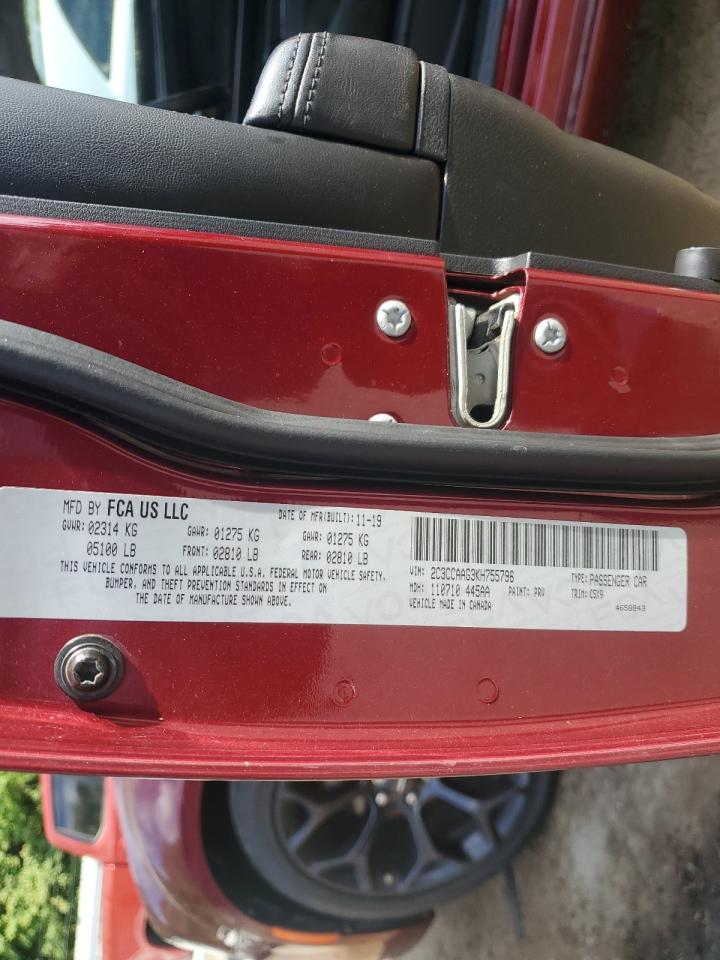 MFD BY FCA US LLC
DATE OF MFR(BUILT): 11-19
GVWR: 02314 KG
GAWR: 01275 KG
GAWR: 01275 KG
05100 LB
FRONT: 02810 LB
REAR: 02810 LB
THIS VEHICLE CONFORMS TO ALL APPLICABLE U.S.A. FEDERAL MOTOR VEHICLE SAFETY,
BUMPER, AND THEFT PREVENTION STANDARDS IN EFFECT ON
THE DATE OF MANUFACTURE SHOWN ABOVE.
VIN: 2C3CCAAG3KH755796
TYPE: PASSENGER CAR
MDH: 110710 445AA
PAINT: PRV
TRIM: C5X9
VEHICLE MADE IN CANADA
4658843